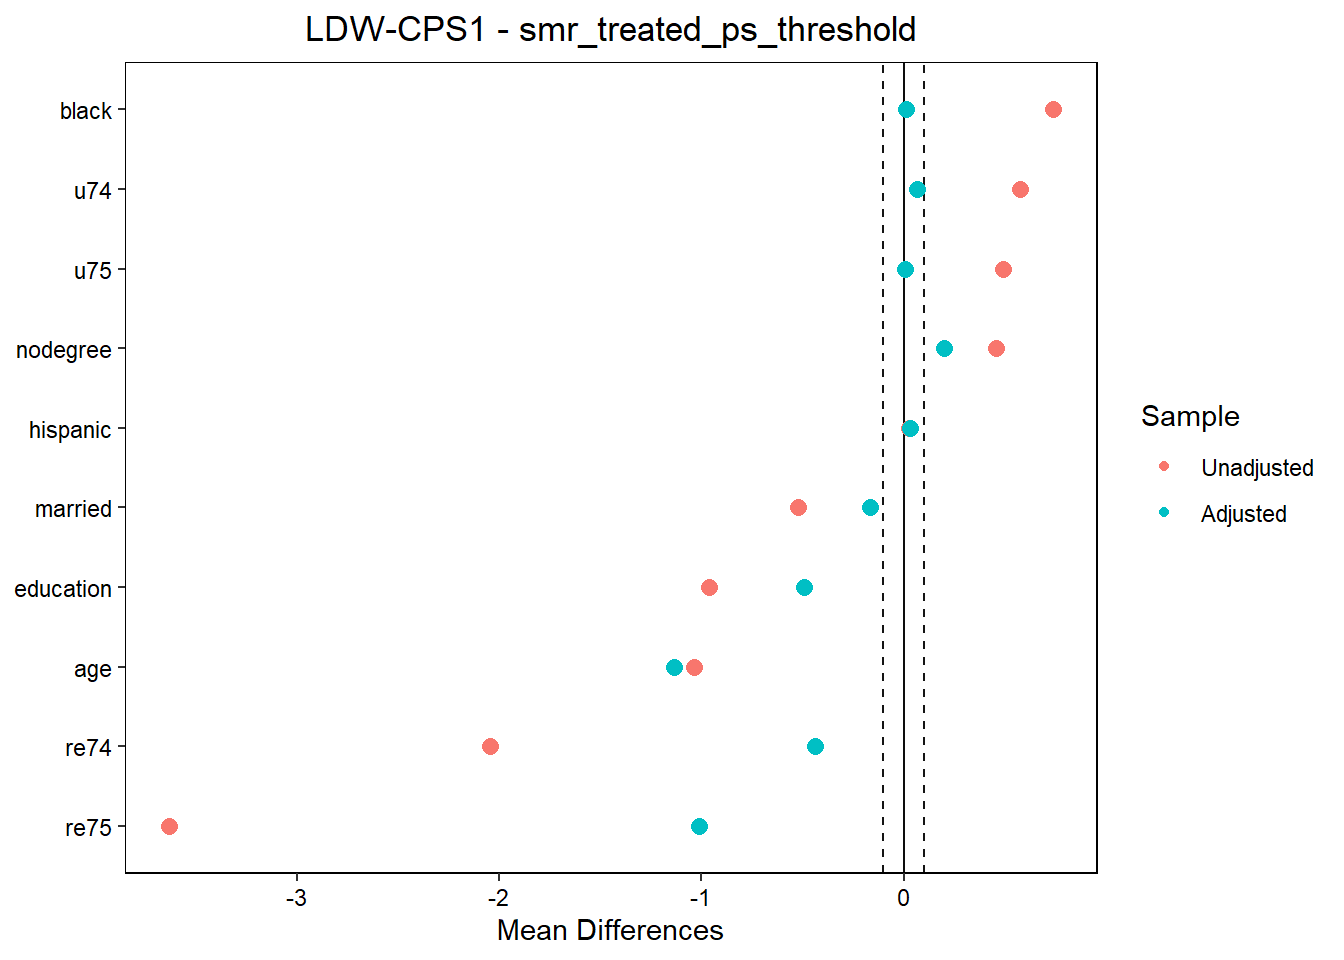 LDW-CPS1 - smr_treated_ps_threshold
black
u74
u75
nodegree
hispanic
married
education
age
re74
re75
-3
-2
-1
0
Mean Differences
Sample
Unadjusted
Adjusted